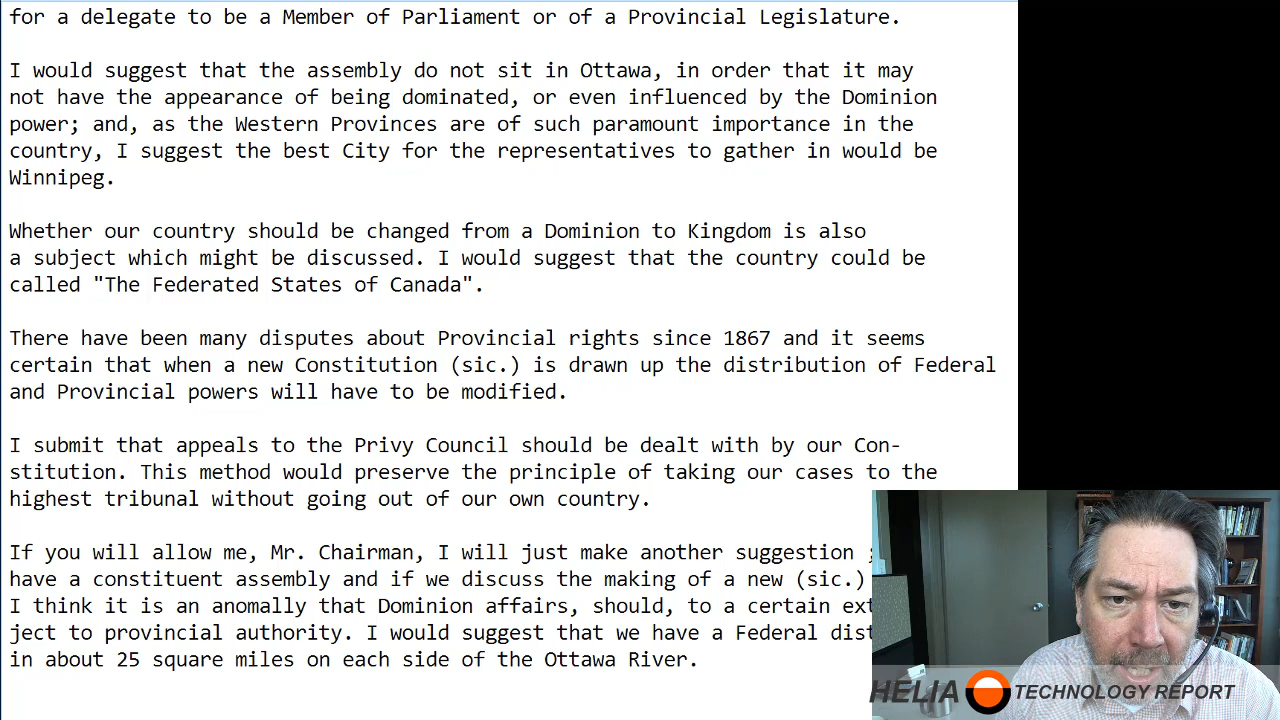 for a delegate to be a Member of Parliament or of a Provincial Legislature.
I would suggest that the assembly do not sit in Ottawa, in order that it may
not have the appearance of being dominated, or even influenced by the Dominion
power; and, as the Western Provinces are of such paramount importance in the
country, I suggest the best City for the representatives to gather in would be
Winnipeg.
Whether our country should be changed from a Dominion to Kingdom is also
a subject which might be discussed. I would suggest that the country could be
called "The Federated States of Canada".
There have been many disputes about Provincial rights since 1867 and it seems
certain that when a new Constitution (sic.) is drawn up the distribution of Federal
and Provincial powers will have to be modified.
I submit that appeals to the Privy Council should be dealt with by our Con-
stitution. This method would preserve the principle of taking our cases to the
highest tribunal without going out of our own country.
If you will allow me, Mr. Chairman, I will just make another suggestion
have a constituent assembly and if we discuss the making of a new (sic.)
I think it is an anomally that Dominion affairs, should, to a certain
ject to provincial authority. I would suggest that we have a Federal
in about 25 square miles on each side of the Ottawa River.
HELIA TECHNOLOGY REPORT